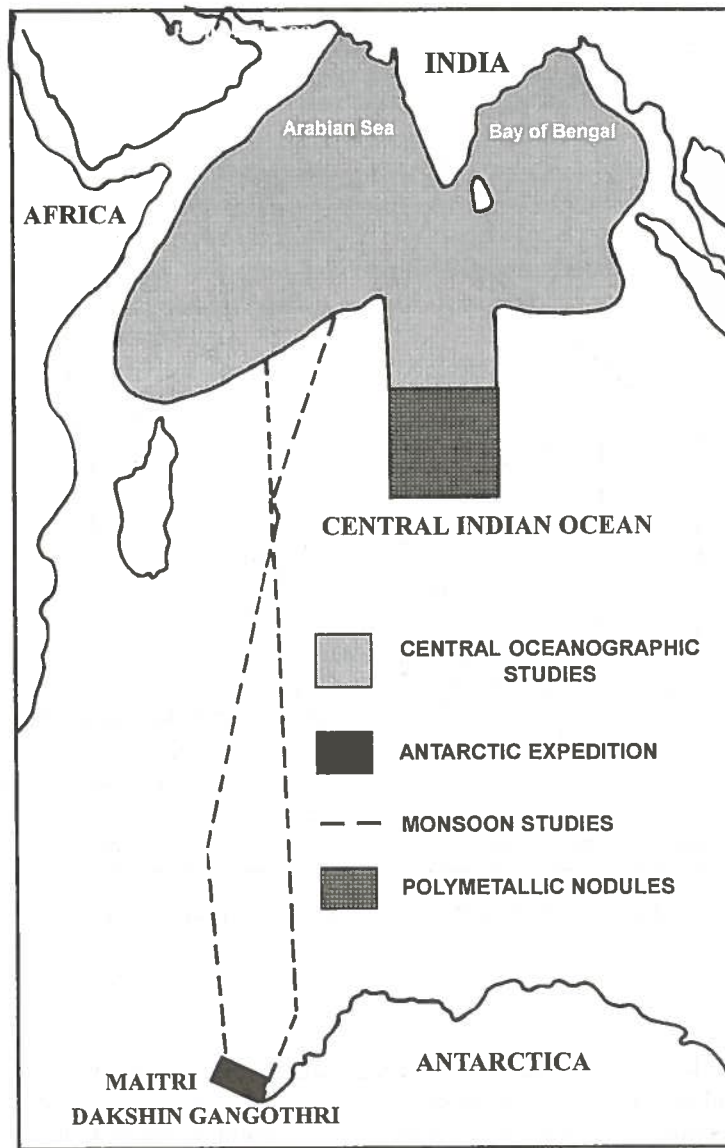 INDIA
Arabian Sea
Bay of Bengal
AFRICA
CENTRAL INDIAN OCEAN
CENTRAL OCEANOGRAPHIC
STUDIES
ANTARCTIC EXPEDITION
MONSOON STUDIES
POLYMETALLIC NODULES
ANTARCTICA
MAITRI
DAKSHIN GANGOTHRI